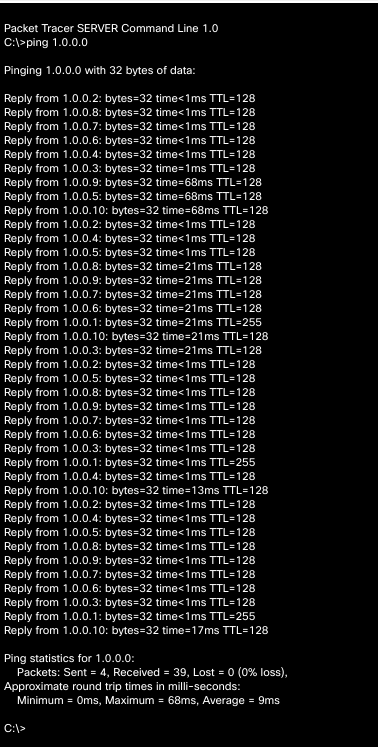 Packet Tracer SERVER Command Line 1.0
C:\>ping 1.0.0.0
Pinging 1.0.0.0 with 32 bytes of data:
Reply from 1.0.0.2: bytes=32 time<1ms TTL=128
Reply from 1.0.0.8: bytes=32 time<1ms TTL=128
Reply from 1.0.0.7: bytes=32 time<1ms TTL=128
Reply from 1.0.0.6: bytes=32 time<1ms TTL=128
Reply from 1.0.0.4: bytes=32 time<1ms TTL=128
Reply from 1.0.0.3: bytes=32 time=1ms TTL=128
Reply from 1.0.0.9: bytes=32 time=68ms TTL=128
Reply from 1.0.0.5: bytes=32 time=68ms TTL=128
Reply from 1.0.0.10: bytes=32 time=68ms TTL=128
Reply from 1.0.0.2: bytes=32 time<1ms TTL=128
Reply from 1.0.0.4: bytes=32 time<1ms TTL=128
Reply from 1.0.0.5: bytes=32 time<1ms TTL=128
Reply from 1.0.0.8: bytes=32 time=21ms TTL=128
Reply from 1.0.0.9: bytes=32 time=21ms TTL=128
Reply from 1.0.0.7: bytes=32 time=21ms TTL=128
Reply from 1.0.0.6: bytes=32 time=21ms TTL=128
Reply from 1.0.0.1: bytes=32 time=21ms TTL=255
Reply from 1.0.0.10: bytes=32 time=21ms TTL=128
Reply from 1.0.0.3: bytes=32 time=21ms TTL=128
Reply from 1.0.0.2: bytes=32 time<1ms TTL=128
Reply from 1.0.0.5: bytes=32 time<1ms TTL=128
Reply from 1.0.0.8: bytes=32 time<1ms TTL=128
Reply from 1.0.0.9: bytes=32 time<1ms TTL=128
Reply from 1.0.0.7: bytes=32 time<1ms TTL=128
Reply from 1.0.0.6: bytes=32 time<1ms TTL=128
Reply from 1.0.0.3: bytes=32 time<1ms TTL=128
Reply from 1.0.0.1: bytes=32 time<1ms TTL=255
Reply from 1.0.0.4: bytes=32 time<1ms TTL=128
Reply from 1.0.0.10: bytes=32 time=13ms TTL=128
Reply from 1.0.0.2: bytes=32 time<1ms TTL=128
Reply from 1.0.0.4: bytes=32 time<1ms TTL=128
Reply from 1.0.0.5: bytes=32 time<1ms TTL=128
Reply from 1.0.0.8: bytes=32 time<1ms TTL=128
Reply from 1.0.0.9: bytes=32 time<1ms TTL=128
Reply from 1.0.0.7: bytes=32 time<1ms TTL=128
Reply from 1.0.0.6: bytes=32 time<1ms TTL=128
Reply from 1.0.0.3: bytes=32 time<1ms TTL=128
Reply from 1.0.0.1: bytes=32 time<1ms TTL=255
Reply from 1.0.0.10: bytes=32 time=17ms TTL=128
Ping statistics for 1.0.0.0:
Packets: Sent = 4, Received = 39, Lost = 0 (0% loss),
Approximate round trip times in milli-seconds:
Minimum = 0ms, Maximum = 68ms, Average = 9ms
C:\>